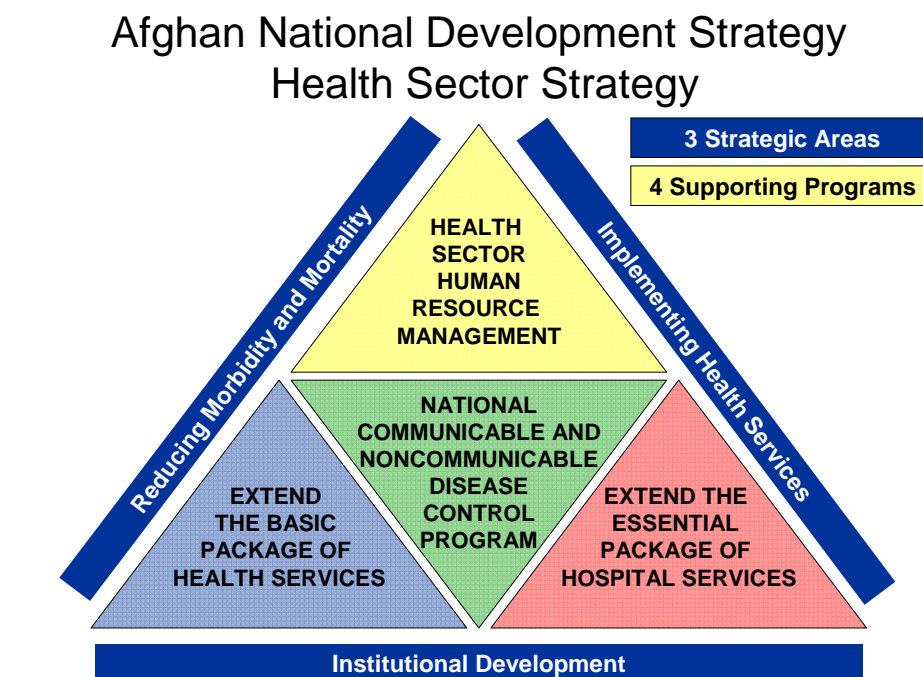 Afghan National Development Strategy
Health Sector Strategy
3 Strategic Areas
4 Supporting Programs
Reducing Morbidity and Mortality
Implementing Health Services
HEALTH
SECTOR
HUMAN
RESOURCE
MANAGEMENT
NATIONAL
COMMUNICABLE AND
NONCOMMUNICABLE
DISEASE
CONTROL
PROGRAM
EXTEND
THE BASIC
PACKAGE OF
HEALTH SERVICES
EXTEND THE
ESSENTIAL
PACKAGE OF
HOSPITAL SERVICES
Institutional Development